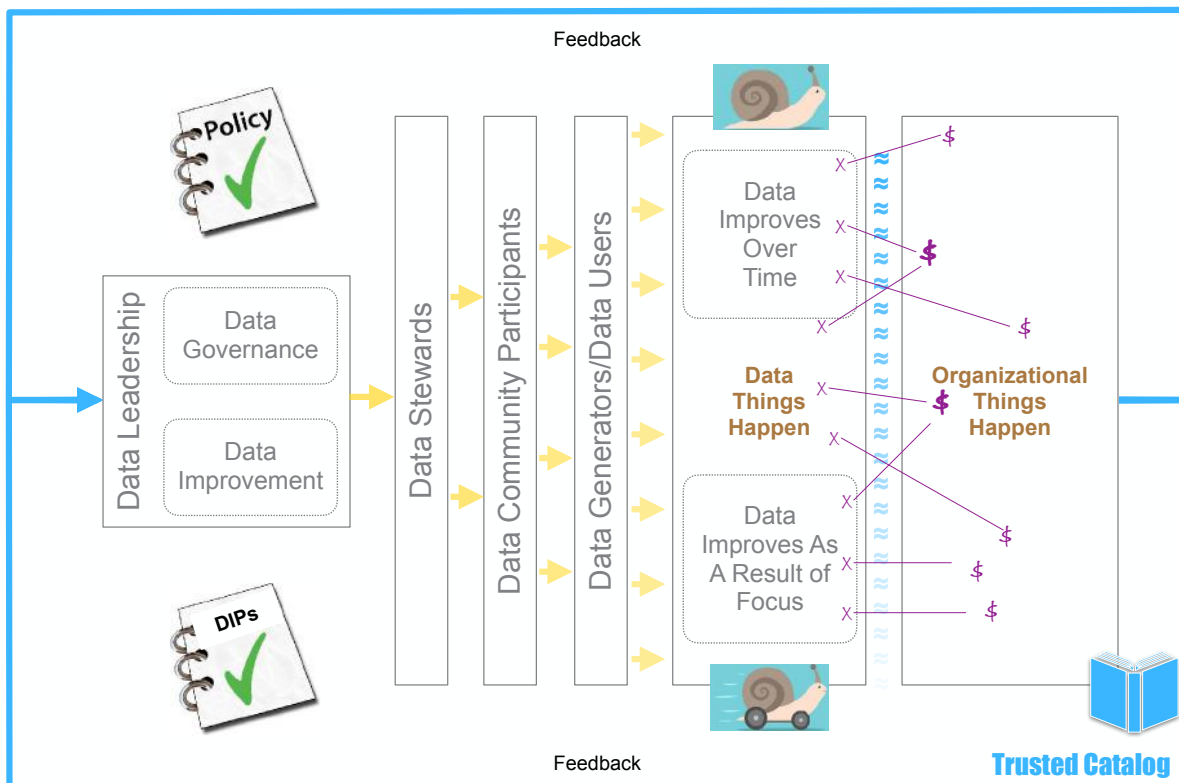 Feedback
Policy
Data Leadership
Data
Governance
Data
Improvement
DIPs
Data Stewards
Data Community Participants
Data Generators/Data Users
Data
Improves
Over
Time
Data
Things
Happen
Data
Improves As
A Result of
Focus
X
X
X
X
X
X
X
X
X
$
$
$
$
$
$
$
Organizational
Things
Happen
Feedback
Trusted Catalog